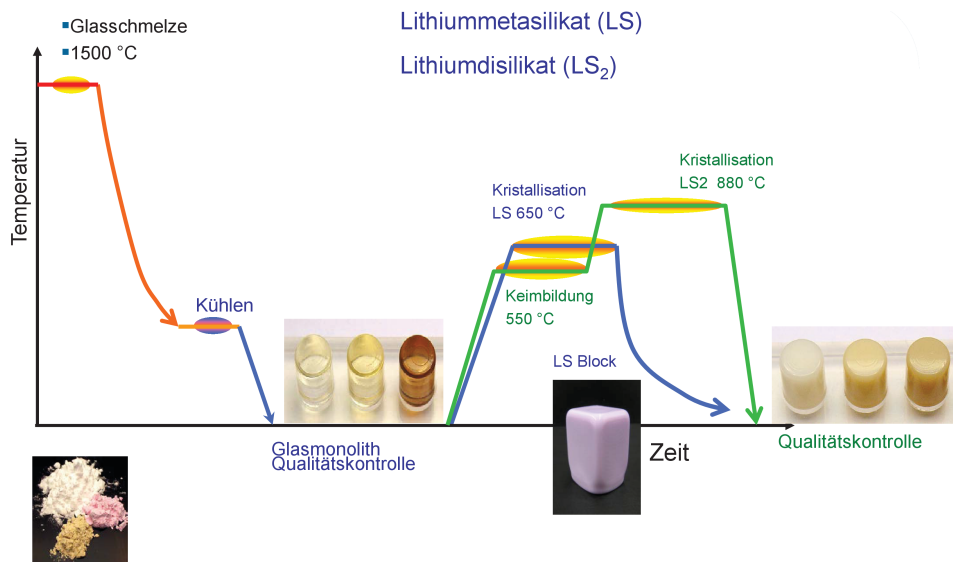 Glasschmelze
1500 °C
Lithiummetasilikat (LS)
Lithiumdisilikat (LS₂)
Temperatur
Kristallisation
LS2 880 °C
Kristallisation
LS 650 °C
Kühlen
Keimbildung
550 °C
LS Block
Glasmonolith
Qualitätskontrolle
Zeit
Qualitätskontrolle